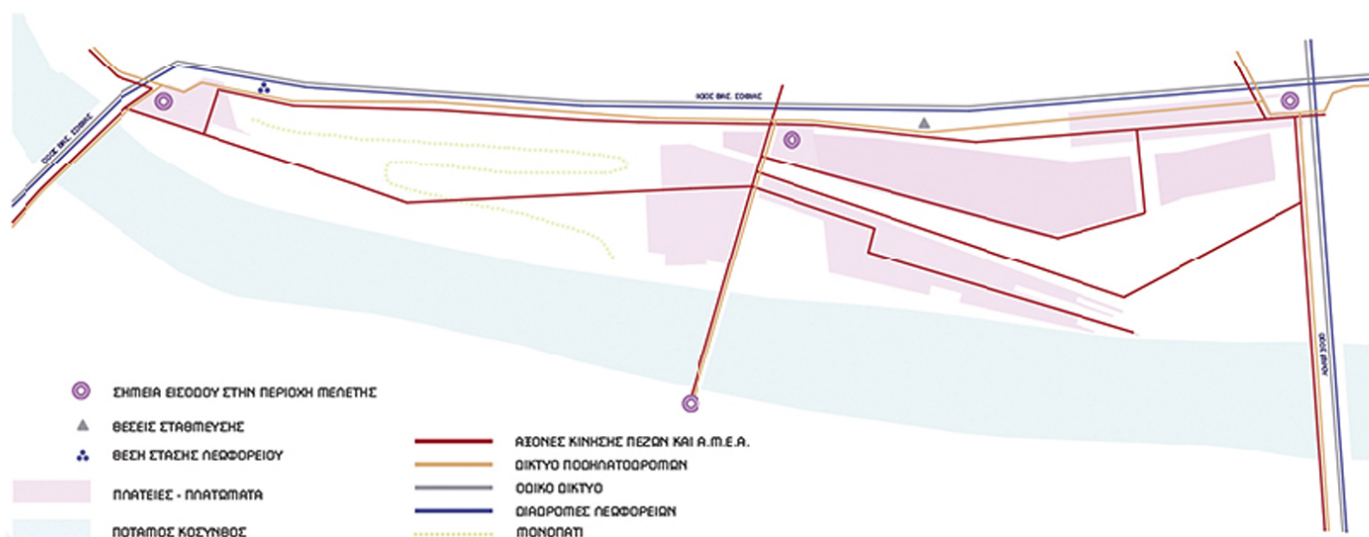 ΟΔΟΣ ΒΑΣ. ΣΟΦΙΑΣ
ΟΔΟΣ ΒΑΣ. ΣΟΦΙΑΣ
ΣΗΜΕΙΑ ΕΙΣΟΔΟΥ ΣΤΗΝ ΠΕΡΙΟΧΗ ΜΕΛΕΤΗΣ
ΘΕΣΕΙΣ ΣΤΑΘΜΕΥΣΗΣ
ΘΕΣΗ ΣΤΑΣΗΣ ΛΕΩΦΟΡΕΙΟΥ
ΠΛΑΤΕΙΕΣ - ΠΛΑΤΩΜΑΤΑ
ΠΟΤΑΜΟΣ ΚΟΣΥΝΘΟΣ
ΑΞΟΝΕΣ ΚΙΝΗΣΗΣ ΠΕΖΩΝ ΚΑΙ Α.Μ.Ε.Α.
ΔΙΚΤΥΟ ΠΟΔΗΛΑΤΟΔΡΟΜΩΝ
ΟΔΙΚΟ ΔΙΚΤΥΟ
ΔΙΑΔΡΟΜΕΣ ΛΕΩΦΟΡΕΙΩΝ
ΜΟΝΟΠΑΤΙ